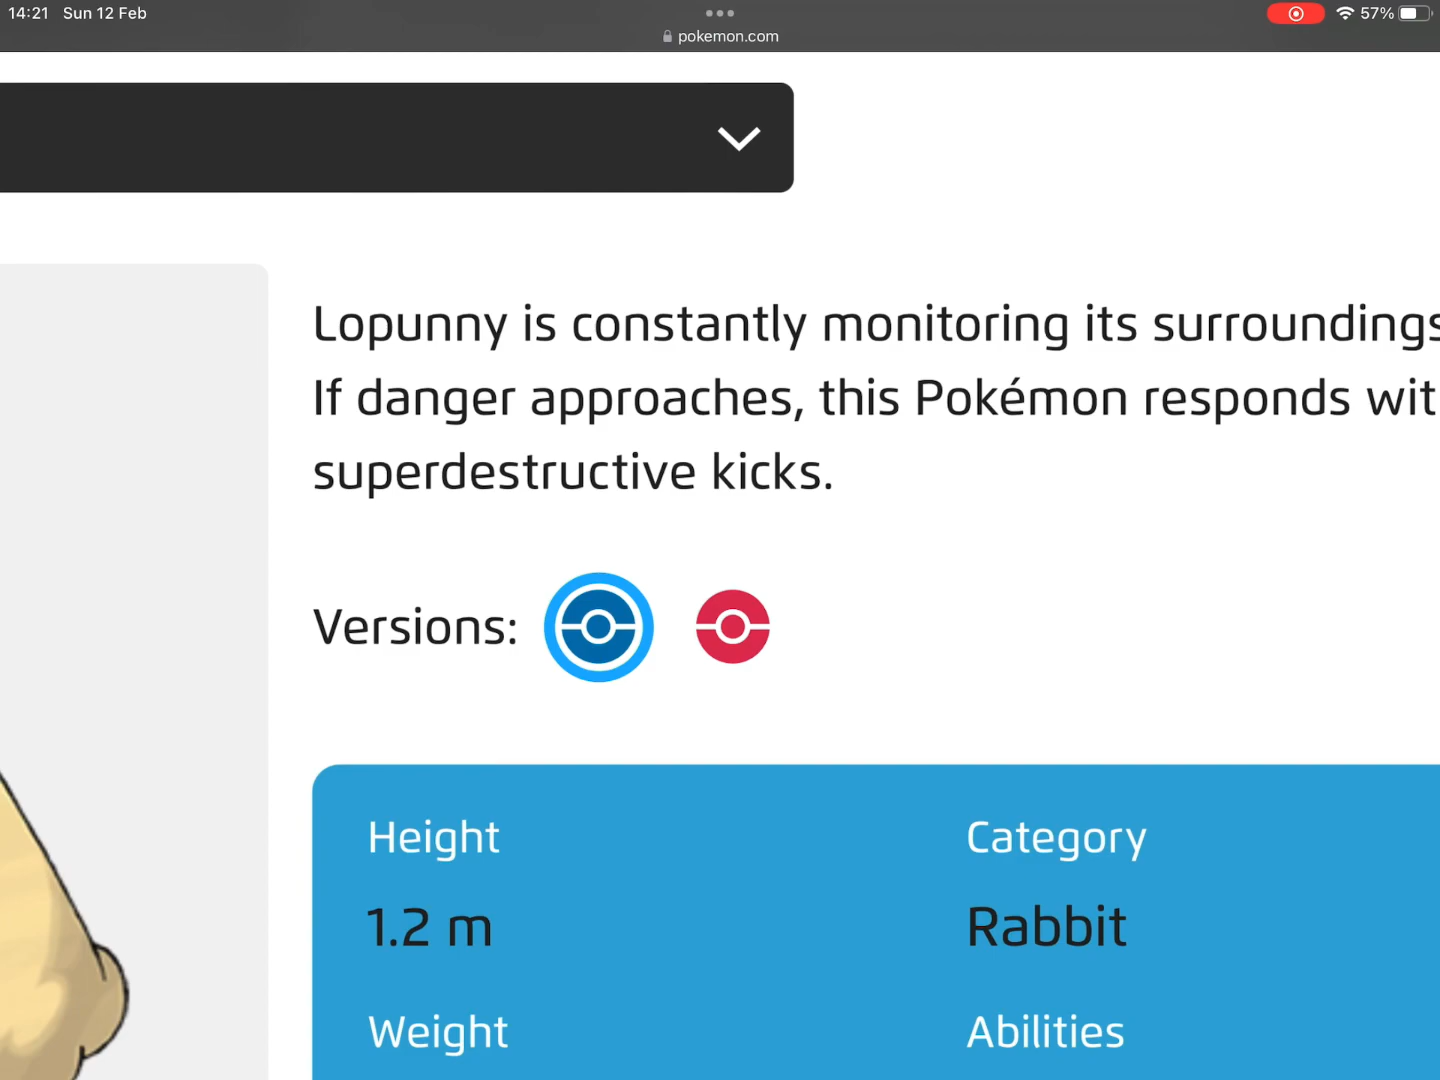 14:21 Sun 12 Feb
57%
pokemon.com
Lopunny is constantly monitoring its surroundings
If danger approaches, this Pokémon responds wit
superdestructive kicks.
Versions:
Height
Category
1.2 m
Rabbit
Weight
Abilities